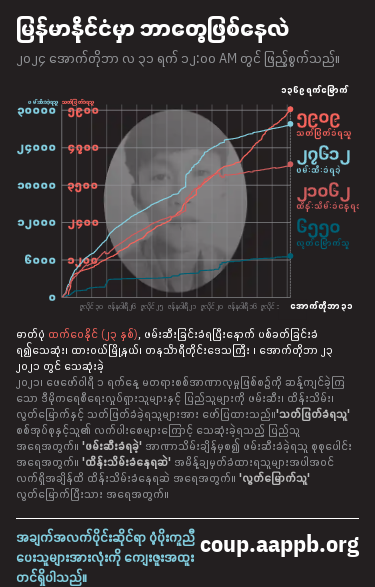 မြန်မာနိုင်ငံမှာ ဘာတွေဖြစ်နေလဲ
၂၀၂၄ အောက်တိုဘာ လ ၃၁ ရက် ၁၂:၀၀ AM တွင် ဖြည့်စွက်သည်။
၁၃၆၉ ရက်မြောက်
ဖမ်းဆီးခံရသူ သတ်ဖြတ်ခံရသူ
၃၀၀၀၀ ၅၉၀၀
၅၉၀၉
သတ်ဖြတ်ခံရသူ
၂၄၀၀၀
၂၇၆၁၂
ဖမ်းဆီးခံရခဲ့
၁၈၀၀၀
၂၁၀၆၂
ထိန်းသိမ်းခံနေရဆဲ
၁၂၀၀၀
၆၅၅၀
လွတ်မြောက်သူ
၆၀၀၀ ၁၂၀၀
၀
အောက်တိုဘာ ၃၁
ဓာတ်ပုံ ထက်ဝေနိုင် (၂၃ နှစ်), ဖမ်းဆီးခြင်းခံရပြီးနောက် ပစ်ခတ်ခြင်းခံ
ရ၍သေဆုံး၊ ထားဝယ်မြို့နယ်၊ တနင်္သာရီတိုင်းဒေသကြီး ၊ အောက်တိုဘာ ၂၃
၂၀၂၁ တွင် သေဆုံးခဲ့
၂၀၂၁၊ ဖေဖော်ဝါရီ ၁ ရက်နေ့ မတရားစစ်အာဏာလုမှုဖြစ်စဉ်ကို ဆန့်ကျင်ခဲ့ကြ
သော ဒီမိုကရေစီရေးလှုပ်ရှားသူများနှင့် ပြည်သူများကို ဖမ်းဆီး၊ ထိန်းသိမ်း၊
လွှတ်မြောက်နှင့် သတ်ဖြတ်ခံခဲ့ရသူများအား ဖော်ပြထားသည်။'သတ်ဖြတ်ခံရသူ'
စစ်အုပ်စုနှင့်သူ၏ လက်ပါးစေများကြောင့် သေဆုံးခဲ့ရသည့် ပြည်သူ
အရေအတွက်။ 'ဖမ်းဆီးခံရခဲ့' အာဏာသိမ်းချိန်မှစ၍ ဖမ်းဆီးခံခဲ့ရသူ စုစုပေါင်း
အရေအတွက်။ 'ထိန်းသိမ်းခံနေရဆဲ' အမိန့်ချမှတ်ခံထားရသူများအပါအဝင်
လက်ရှိအချိန်ထိ ထိန်းသိမ်းခံနေရဆဲ အရေအတွက်။ 'လွှတ်မြောက်သူ'
လွှတ်မြောက်ပြီးသား အရေအတွက်။
အချက်အလက်ပိုင်းဆိုင်ရာ ပံ့ပိုးကူညီ
ပေးသူများအားလုံးကို ကျေးဇူးအထူး
တင်ရှိပါသည်။
coup.aappb.org